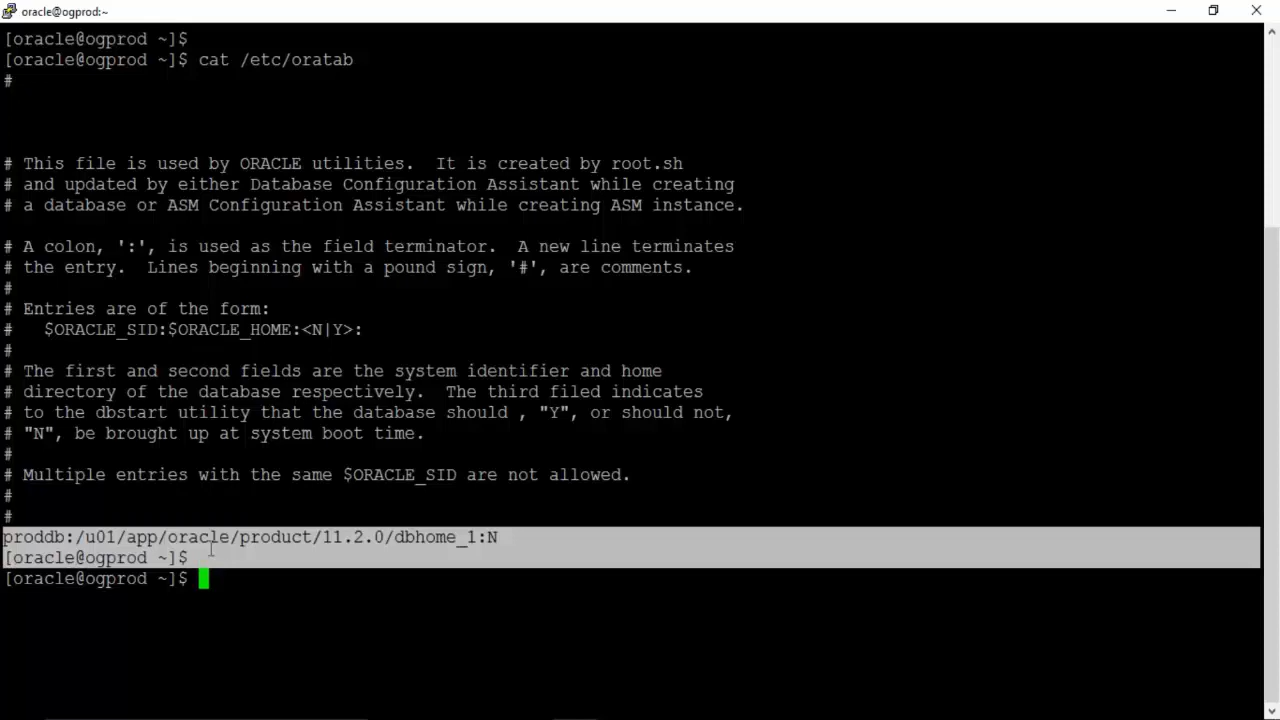 oracle@ogprod:~
[oracle@ogprod ~]$
[oracle@ogprod ~]$ cat /etc/oratab
#
# This file is used by ORACLE utilities.  It is created by root.sh
# and updated by either Database Configuration Assistant while creating
# a database or ASM Configuration Assistant while creating ASM instance.
# A colon, ':', is used as the field terminator.  A new line terminates
# the entry.  Lines beginning with a pound sign, '#', are comments.
#
# Entries are of the form:
#   $ORACLE_SID:$ORACLE_HOME:<N|Y>:
#
# The first and second fields are the system identifier and home
# directory of the database respectively.  The third filed indicates
# to the dbstart utility that the database should , "Y", or should not,
# "N", be brought up at system boot time.
#
# Multiple entries with the same $ORACLE_SID are not allowed.
#
#
proddb:/u01/app/oracle/product/11.2.0/dbhome_1:N
[oracle@ogprod ~]$
[oracle@ogprod ~]$